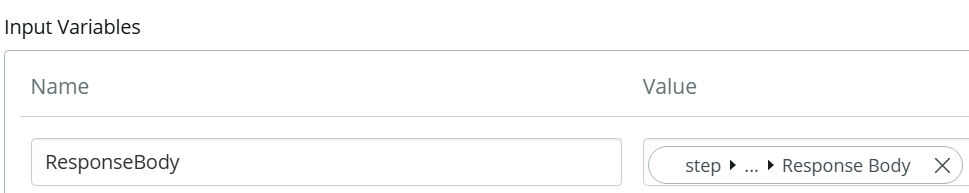 Input Variables
Name Value
ResponseBody step ... Response Body